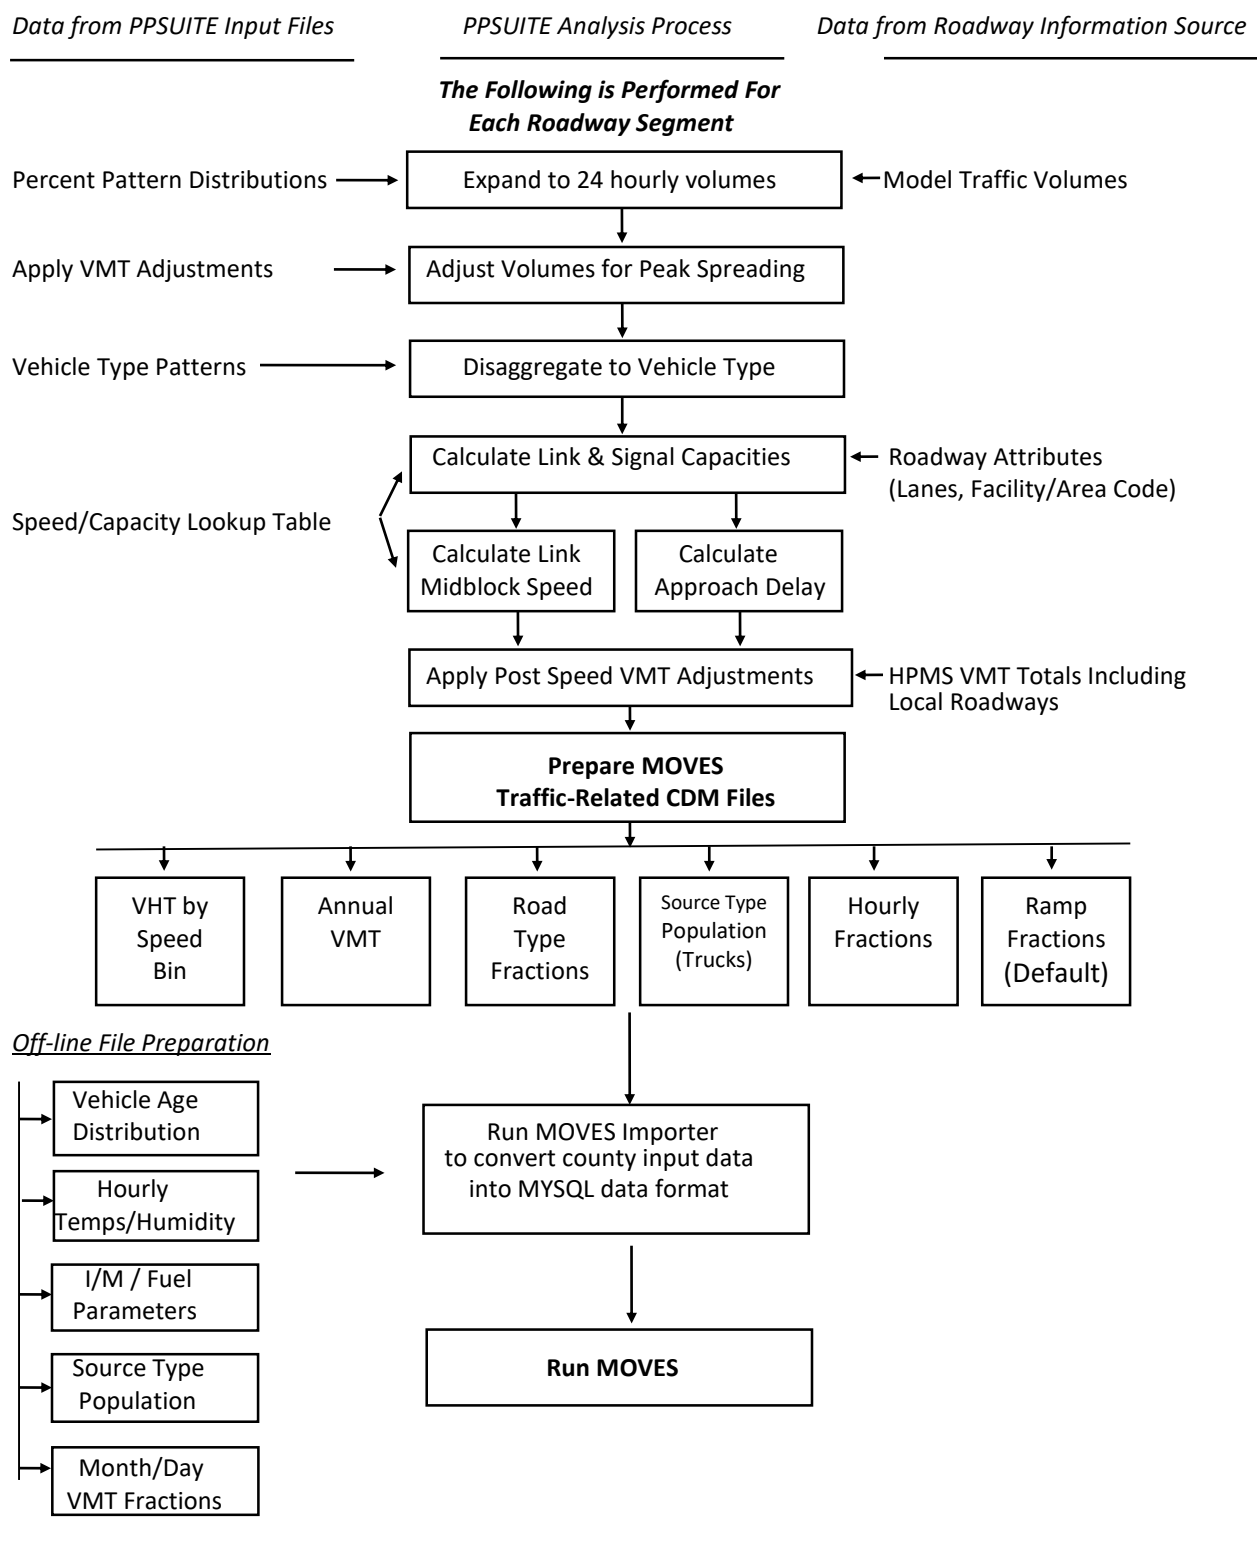 Data from PPSUITE Input Files
PPSUITE Analysis Process
Data from Roadway Information Source
The Following is Performed For
Each Roadway Segment
Percent Pattern Distributions
Expand to 24 hourly volumes
Model Traffic Volumes
Apply VMT Adjustments
Adjust Volumes for Peak Spreading
Vehicle Type Patterns
Disaggregate to Vehicle Type
Calculate Link & Signal Capacities
Roadway Attributes
(Lanes, Facility/Area Code)
Speed/Capacity Lookup Table
Calculate Link
Midblock Speed
Calculate
Approach Delay
Apply Post Speed VMT Adjustments
HPMS VMT Totals Including
Local Roadways
Prepare MOVES
Traffic-Related CDM Files
VHT by
Speed
Bin
Annual
VMT
Road
Type
Fractions
Source Type
Population
(Trucks)
Hourly
Fractions
Ramp
Fractions
(Default)
Off-line File Preparation
Vehicle Age
Distribution
Hourly
Temps/Humidity
I/M / Fuel
Parameters
Source Type
Population
Month/Day
VMT Fractions
Run MOVES Importer
to convert county input data
into MYSQL data format
Run MOVES